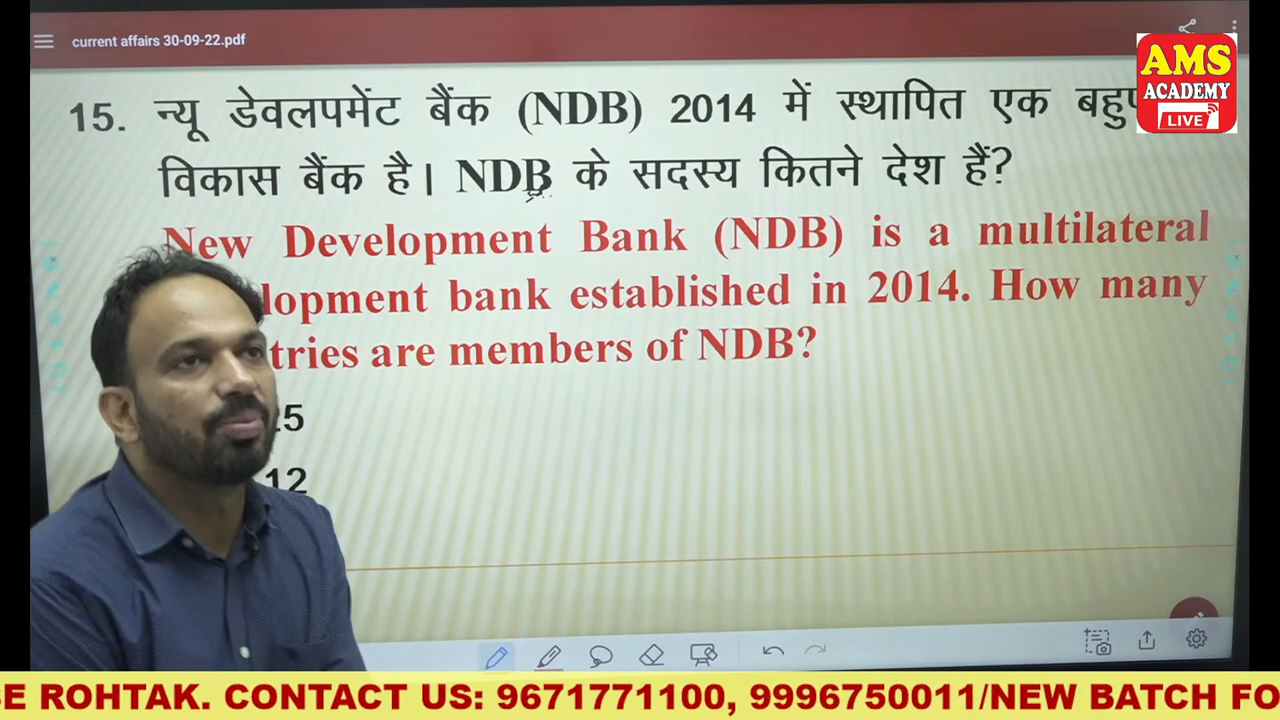 current affairs 30-09-22.pdf
AMS
ACADEMY
LIVE
15. न्यू डेवलपमेंट बैंक (NDB) 2014 में स्थापित एक
विकास बैंक है। NDB के सदस्य कितने देश हैं?
New Development Bank (NDB) is a multilateral
lopment bank established in 2014. How many
tries are members of NDB?
12
E ROHTAK. CONTACT US: 9671771100, 9996750011/NEW BATCH FO